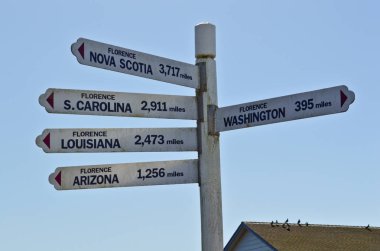 FLORENCE
NOVA SCOTIA 3,717 miles
FLORENCE
S. CAROLINA 2,911 miles
FLORENCE
LOUISIANA 2,473 miles
FLORENCE
ARIZONA 1,256 miles
FLORENCE
WASHINGTON 395 miles